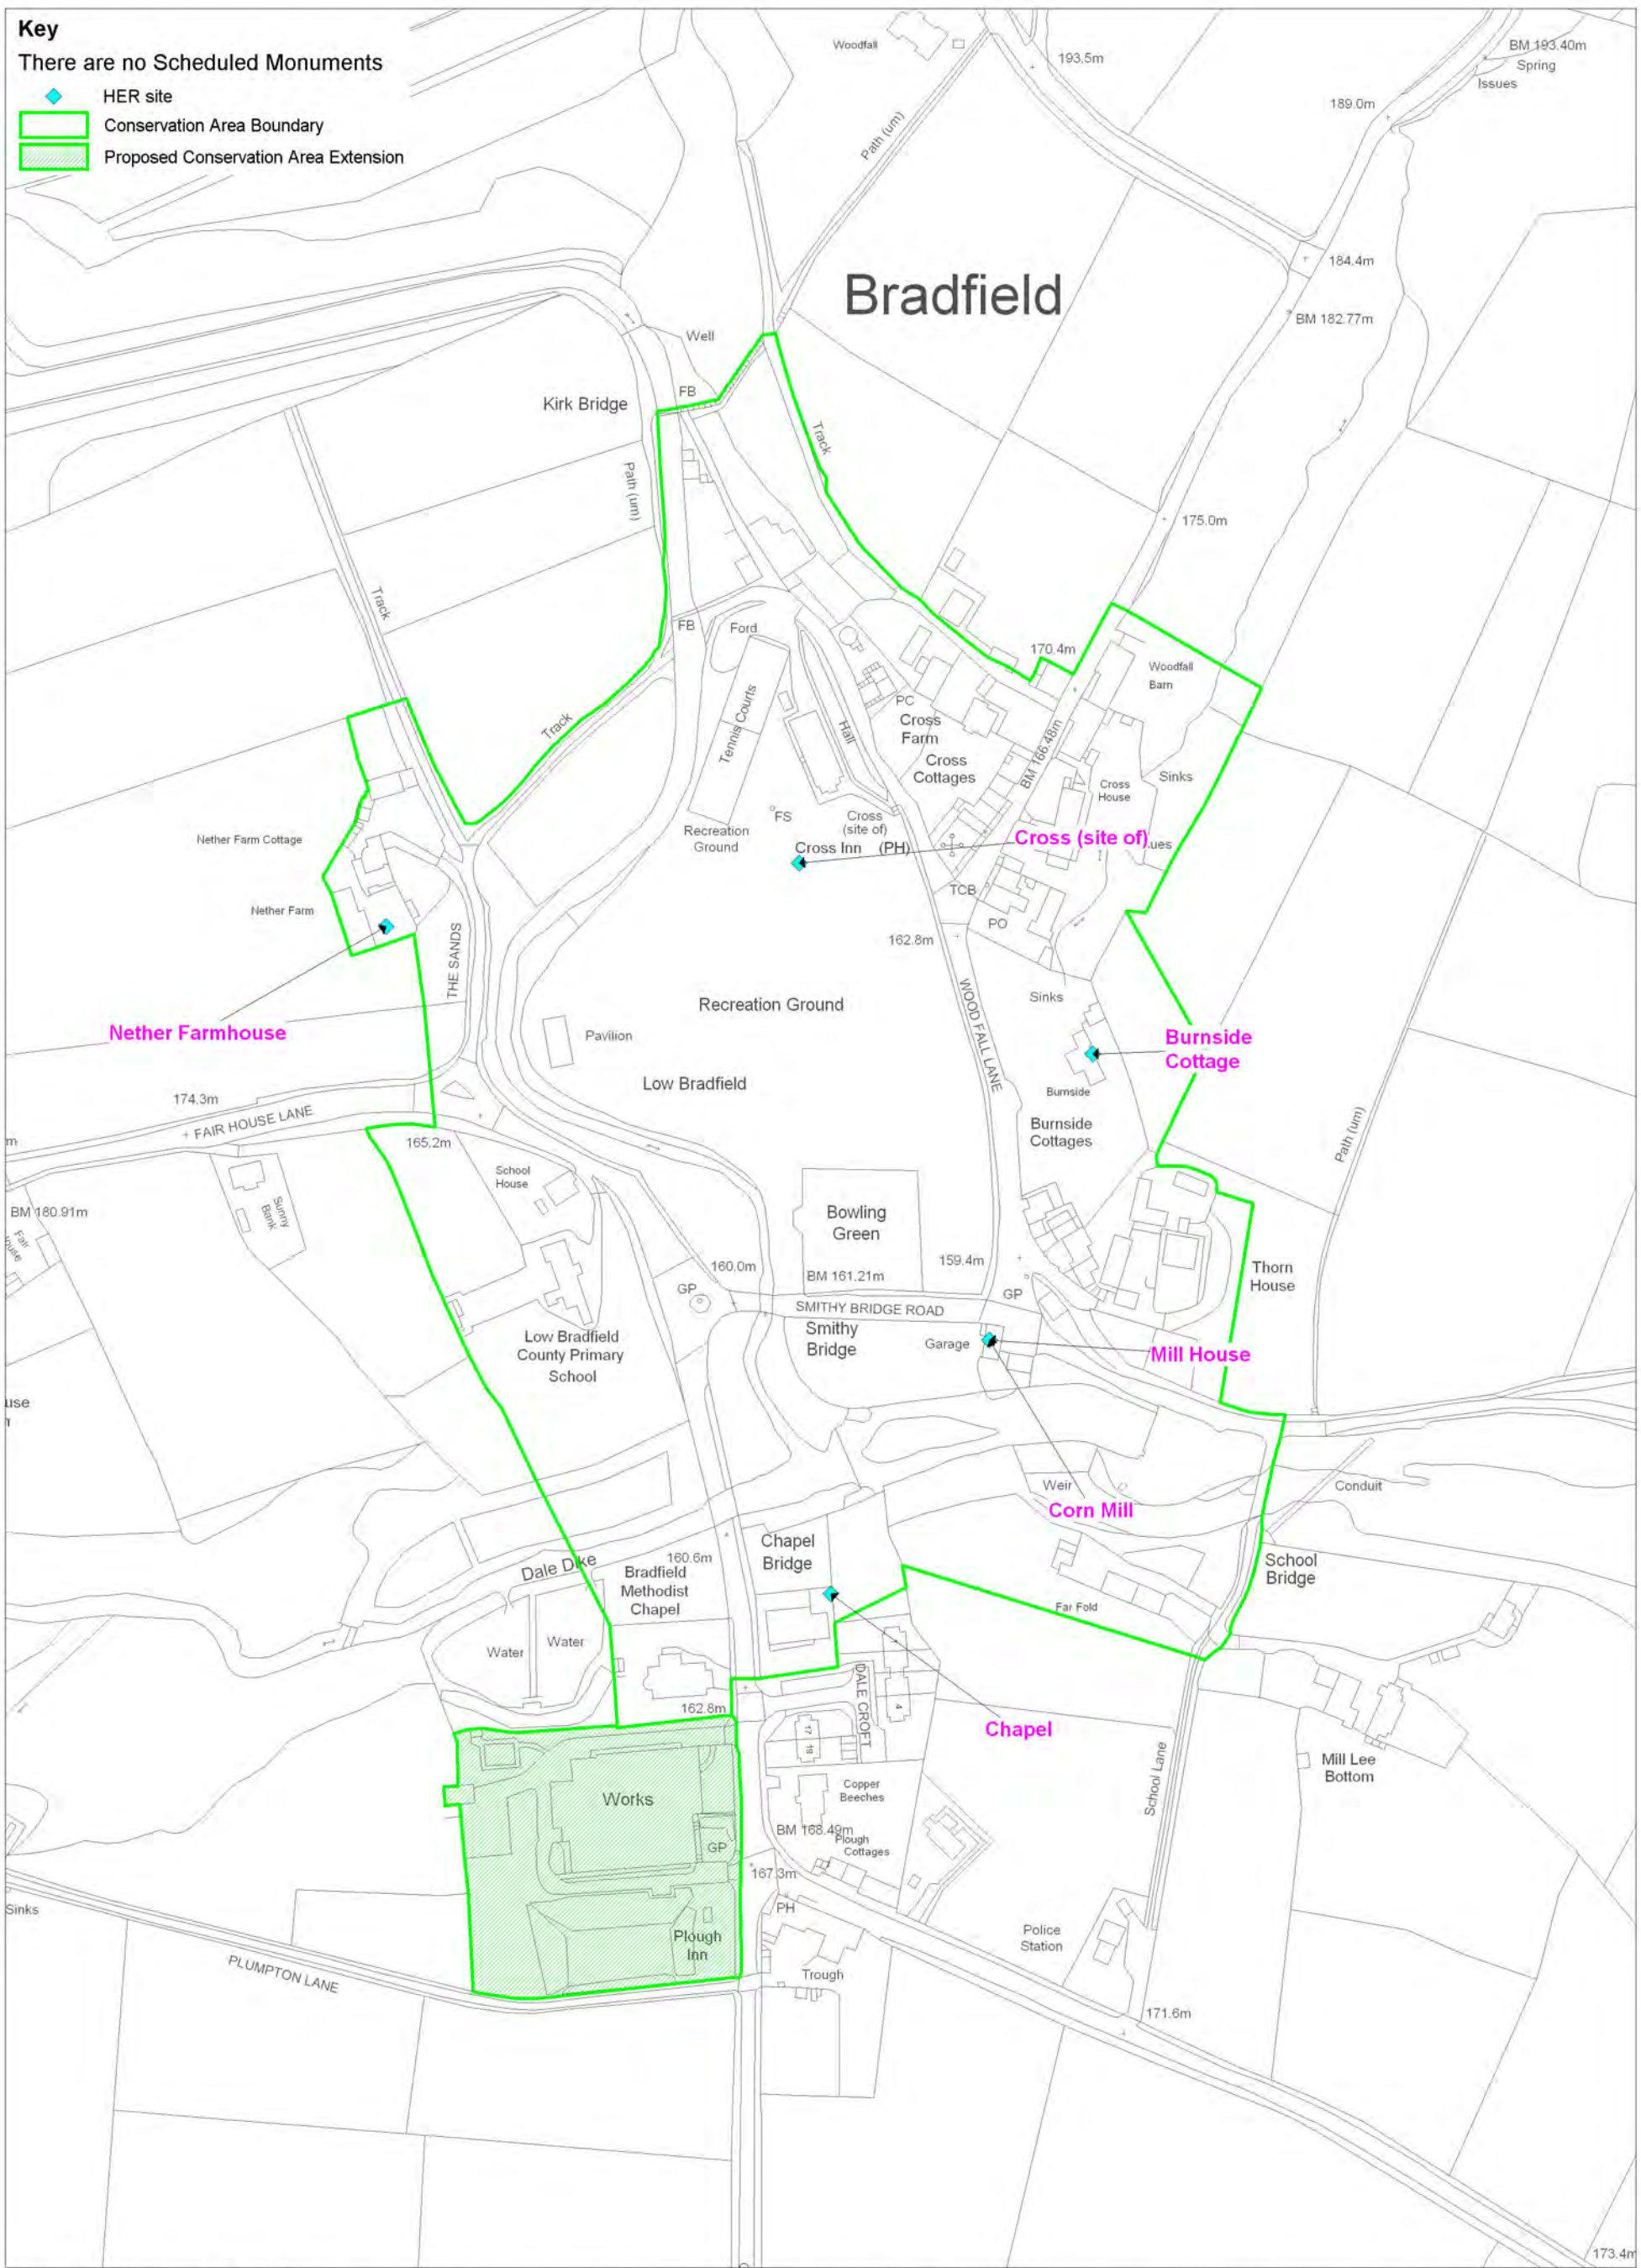 Key
There are no Scheduled Monuments
HER site
Conservation Area Boundary
Proposed Conservation Area Extension
Woodfall
193.5m
BM 193.40m
Spring
Issues
189.0m
Path (um)
184.4m
Bradfield
BM 182.77m
Well
FB
Kirk Bridge
Track
Path (um)
175.0m
Track
FB
Ford
170.4m
Woodfall
Barn
Tennis Courts
Hall
PC
Cross
Farm
BM 166.48m
Track
Cross
Cottages
Sinks
Cross
House
FS
Cross
(site of)
Recreation
Ground
Cross Inn (PH)
Cross (site of)
ues
Nether Farm Cottage
TCB
PO
Nether Farm
162.8m
THE SANDS
Sinks
Recreation Ground
WOOD FALL LANE
Nether Farmhouse
Pavilion
Burnside
Cottage
Low Bradfield
Burnside
174.3m
FAIR HOUSE LANE
m
165.2m
Burnside
Cottages
Path (um)
School
House
BM 180.91m
Sunny
Bank
Fair
House
Bowling
Green
160.0m
BM 161.21m
159.4m
Thorn
House
GP
GP
SMITHY BRIDGE ROAD
Low Bradfield
County Primary
School
Smithy
Bridge
Garage
Mill House
use
Weir
Conduit
Corn Mill
Chapel
Bridge
Dale Dike
160.6m
Bradfield
Methodist
Chapel
School
Bridge
Far Fold
Water
Water
DALE CROFT
162.8m
4
17
18
Chapel
Mill Lee
Bottom
School Lane
Works
Copper
Beeches
BM 168.49m
Plough
Cottages
GP
167.3m
Sinks
PH
Plough
Inn
Police
Station
PLUMPTON LANE
Trough
171.6m
173.4m